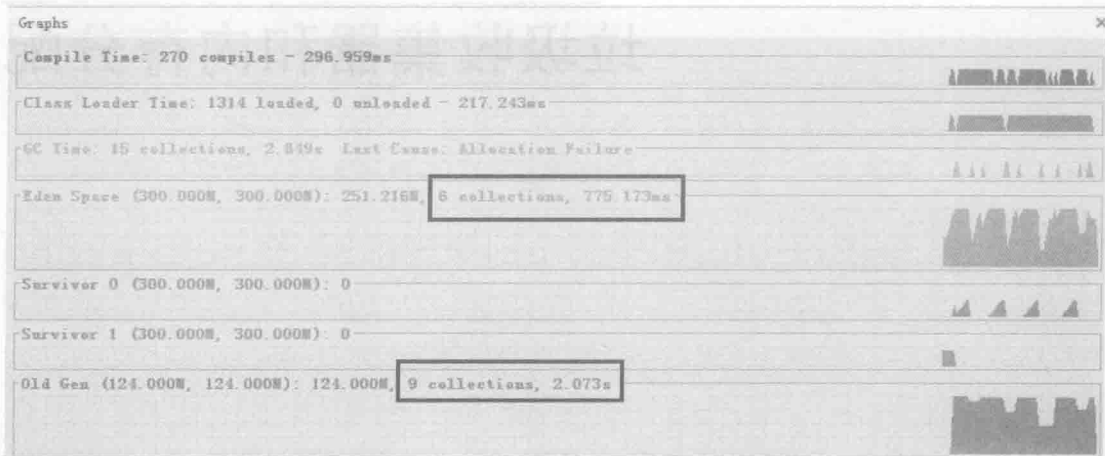 Graphs
Compile Time: 270 compiles - 296.959ms
Class Loader Time: 1314 loaded, 0 unloaded - 217.243ms
GC Time: 15 collections, 2.849s Last Cause: Allocation Failure
Eden Space (300.000M, 300.000M): 251.216M, 6 collections, 775.173ms
Survivor 0 (300.000M, 300.000M): 0
Survivor 1 (300.000M, 300.000M): 0
Old Gen (124.000M, 124.000M): 124.000M, 9 collections, 2.073s